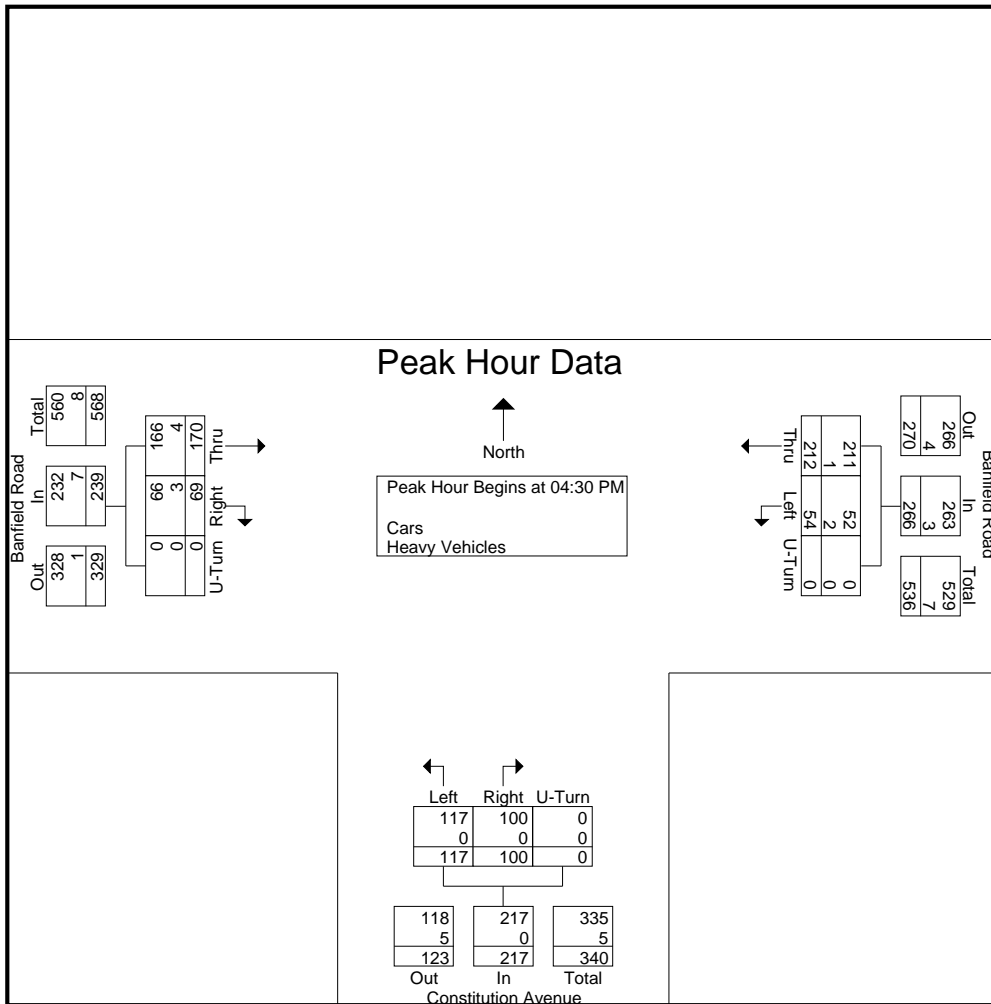 Peak Hour Data
North
Peak Hour Begins at 04:30 PM
Cars
Heavy Vehicles
Banfield Road
Out In Total
328 232 560
1 7 8
329 239 568
U-Turn Right Thru
0 66 166
0 3 4
0 69 170
Banfield Road
Out In Total
266 263 529
4 3 7
270 266 536
Thru Left U-Turn
211 52 0
1 2 0
212 54 0
Left Right U-Turn
117 100 0
0 0 0
117 100 0
118 217 335
5 0 5
123 217 340
Out In Total
Constitution Avenue